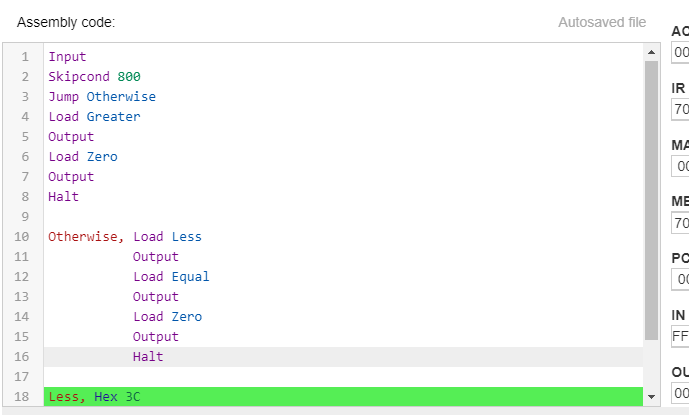 Assembly code:
Autosaved file
1 Input
2 Skipcond 800
3 Jump Otherwise
4 Load Greater
5 Output
6 Load Zero
7 Output
8 Halt
9
10 Otherwise, Load Less
11 Output
12 Load Equal
13 Output
14 Load Zero
15 Output
16 Halt
17
18 Less, Hex 3C
AC
00
IR
70
MA
00
MB
70
PC
00
IN
FF
OU
00